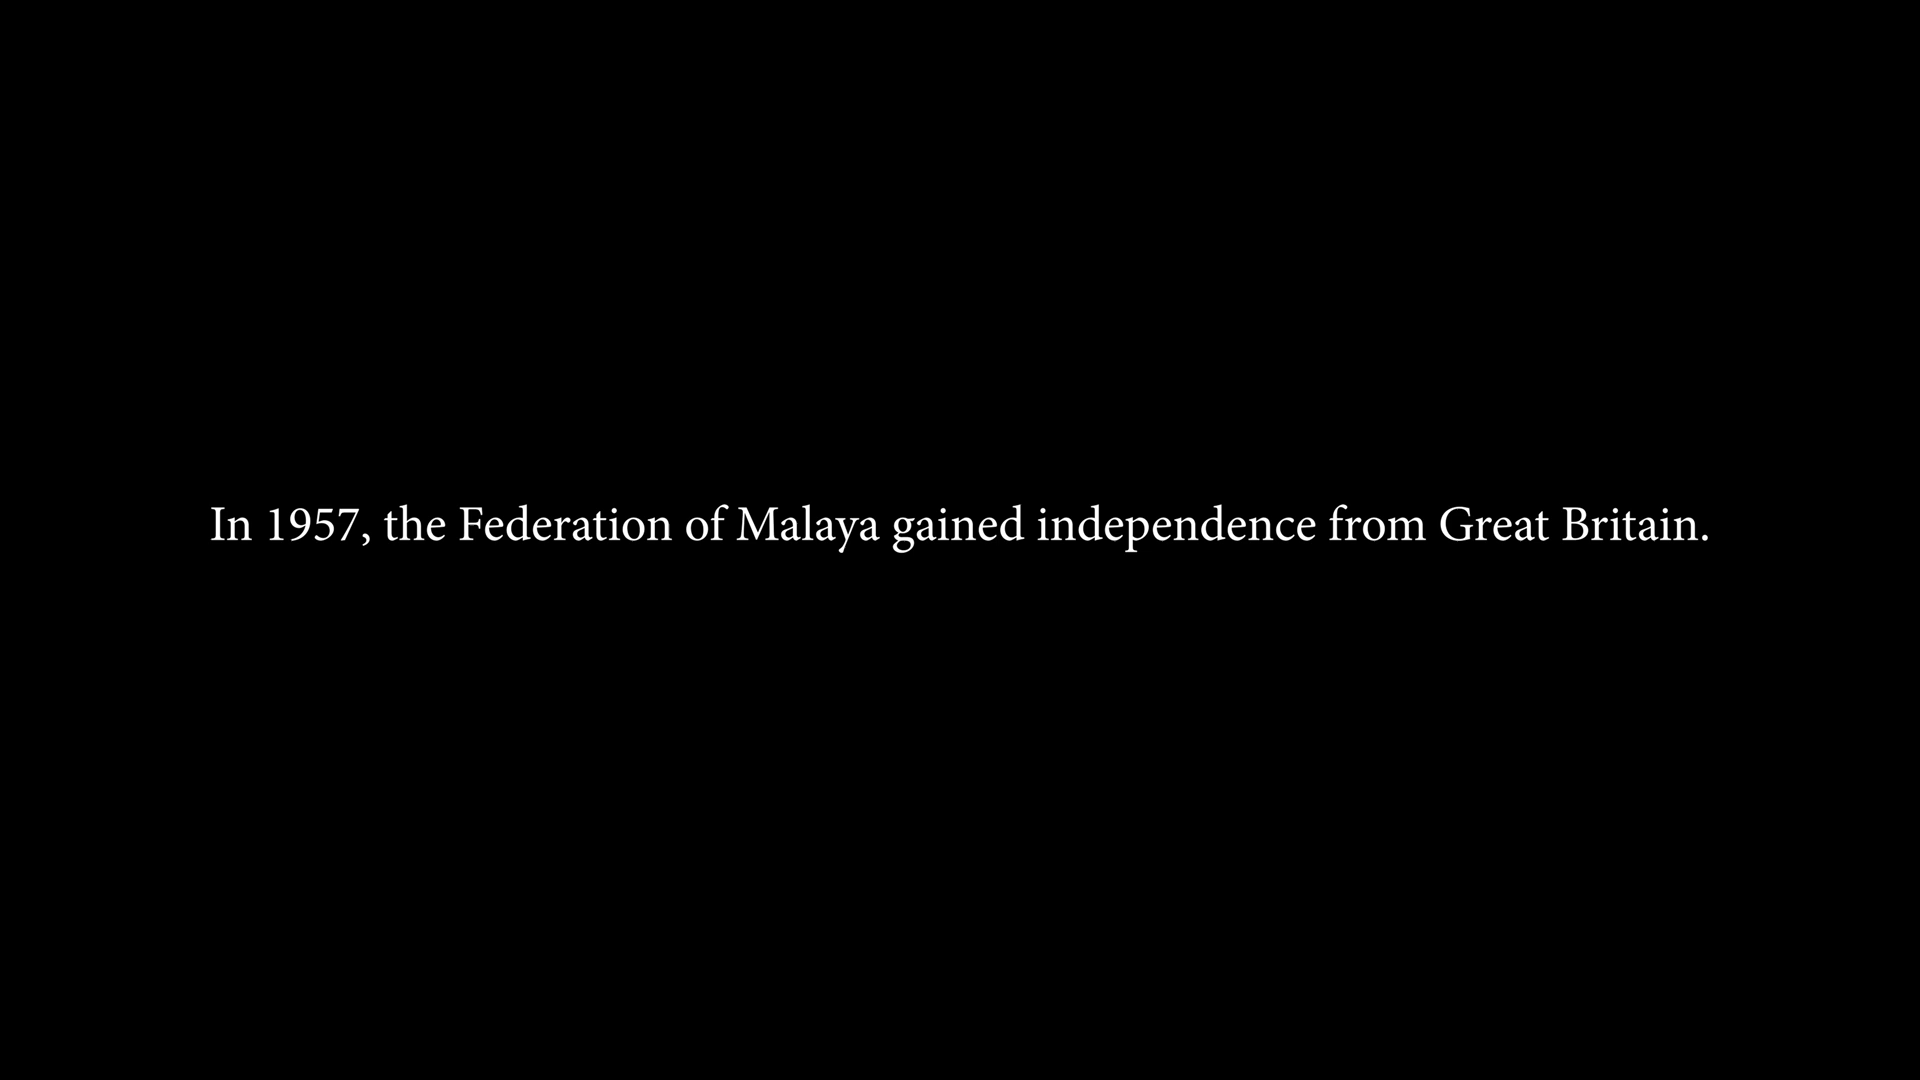 In 1957, the Federation of Malaya gained independence from Great Britain.